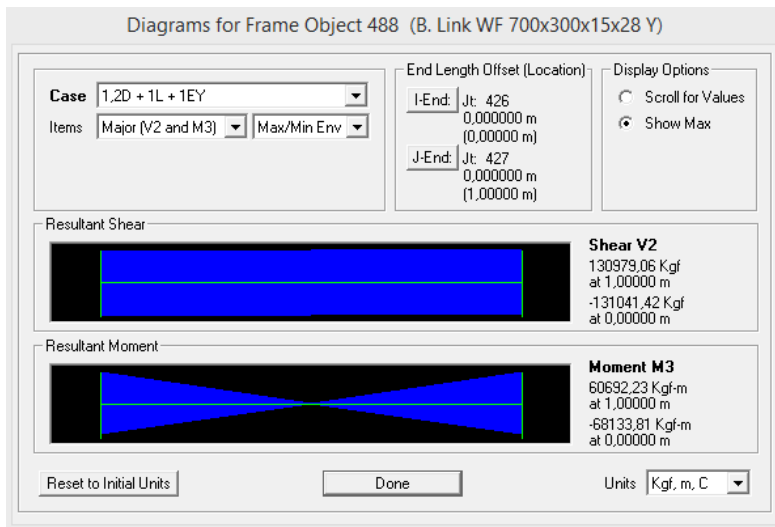 Diagrams for Frame Object 488 (B. Link WF 700x300x15x28 Y)
Case 1,2D + 1L + 1EY
Items Major (V2 and M3) Max/Min Env
End Length Offset (Location)
I-End: Jt: 426
0,000000 m
(0,00000 m)
J-End: Jt: 427
0,000000 m
(1,00000 m)
Display Options
Scroll for Values
Show Max
Resultant Shear
Shear V2
130979,06 Kgf
at 1,00000 m
-131041,42 Kgf
at 0,00000 m
Resultant Moment
Moment M3
60692,23 Kgf-m
at 1,00000 m
-68133,81 Kgf-m
at 0,00000 m
Reset to Initial Units
Done
Units Kgf, m, C